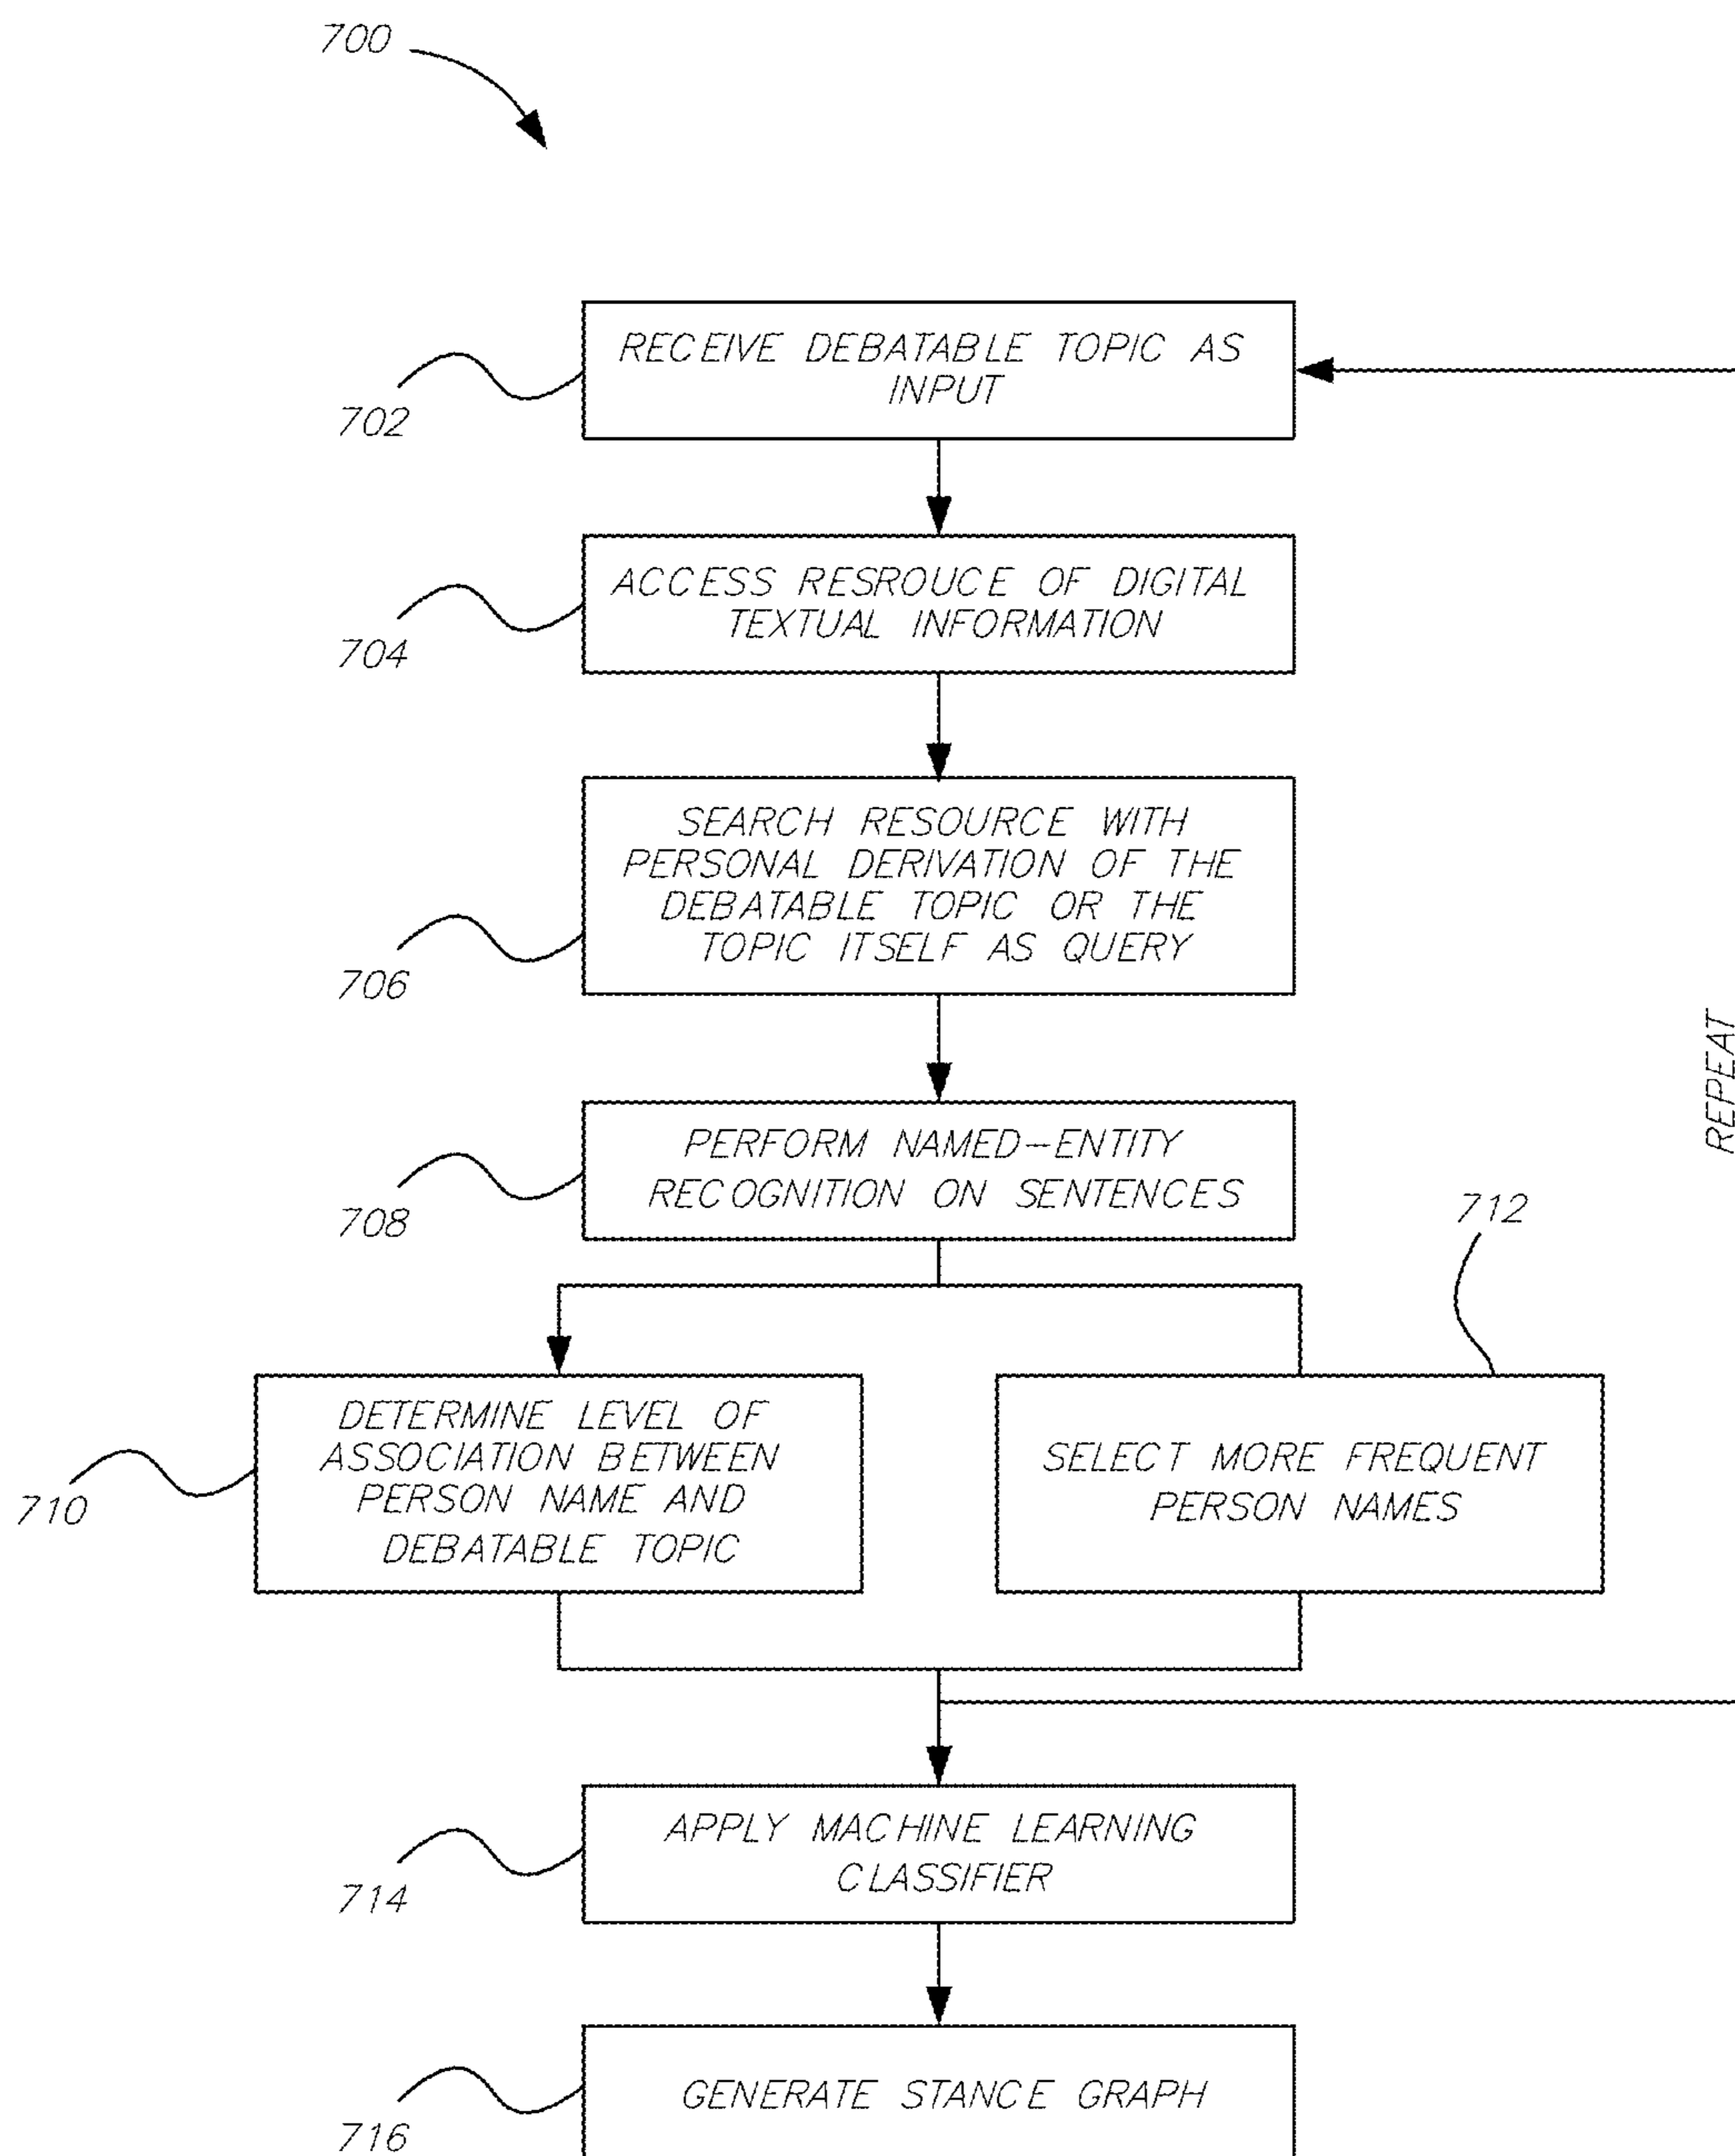 700
RECEIVE DEBATABLE TOPIC AS
INPUT
702
ACCESS RESROUCE OF DIGITAL
TEXTUAL INFORMATION
704
SEARCH RESOURCE WITH
PERSONAL DERIVATION OF THE
DEBATABLE TOPIC OR THE
TOPIC ITSELF AS QUERY
706
REPEAT
PERFORM NAMED-ENTITY
RECOGNITION ON SENTENCES
708
712
DETERMINE LEVEL OF
ASSOCIATION BETWEEN
PERSON NAME AND
DEBATABLE TOPIC
710
SELECT MORE FREQUENT
PERSON NAMES
APPLY MACHINE LEARNING
CLASSIFIER
714
GENERATE STANCE GRAPH
716